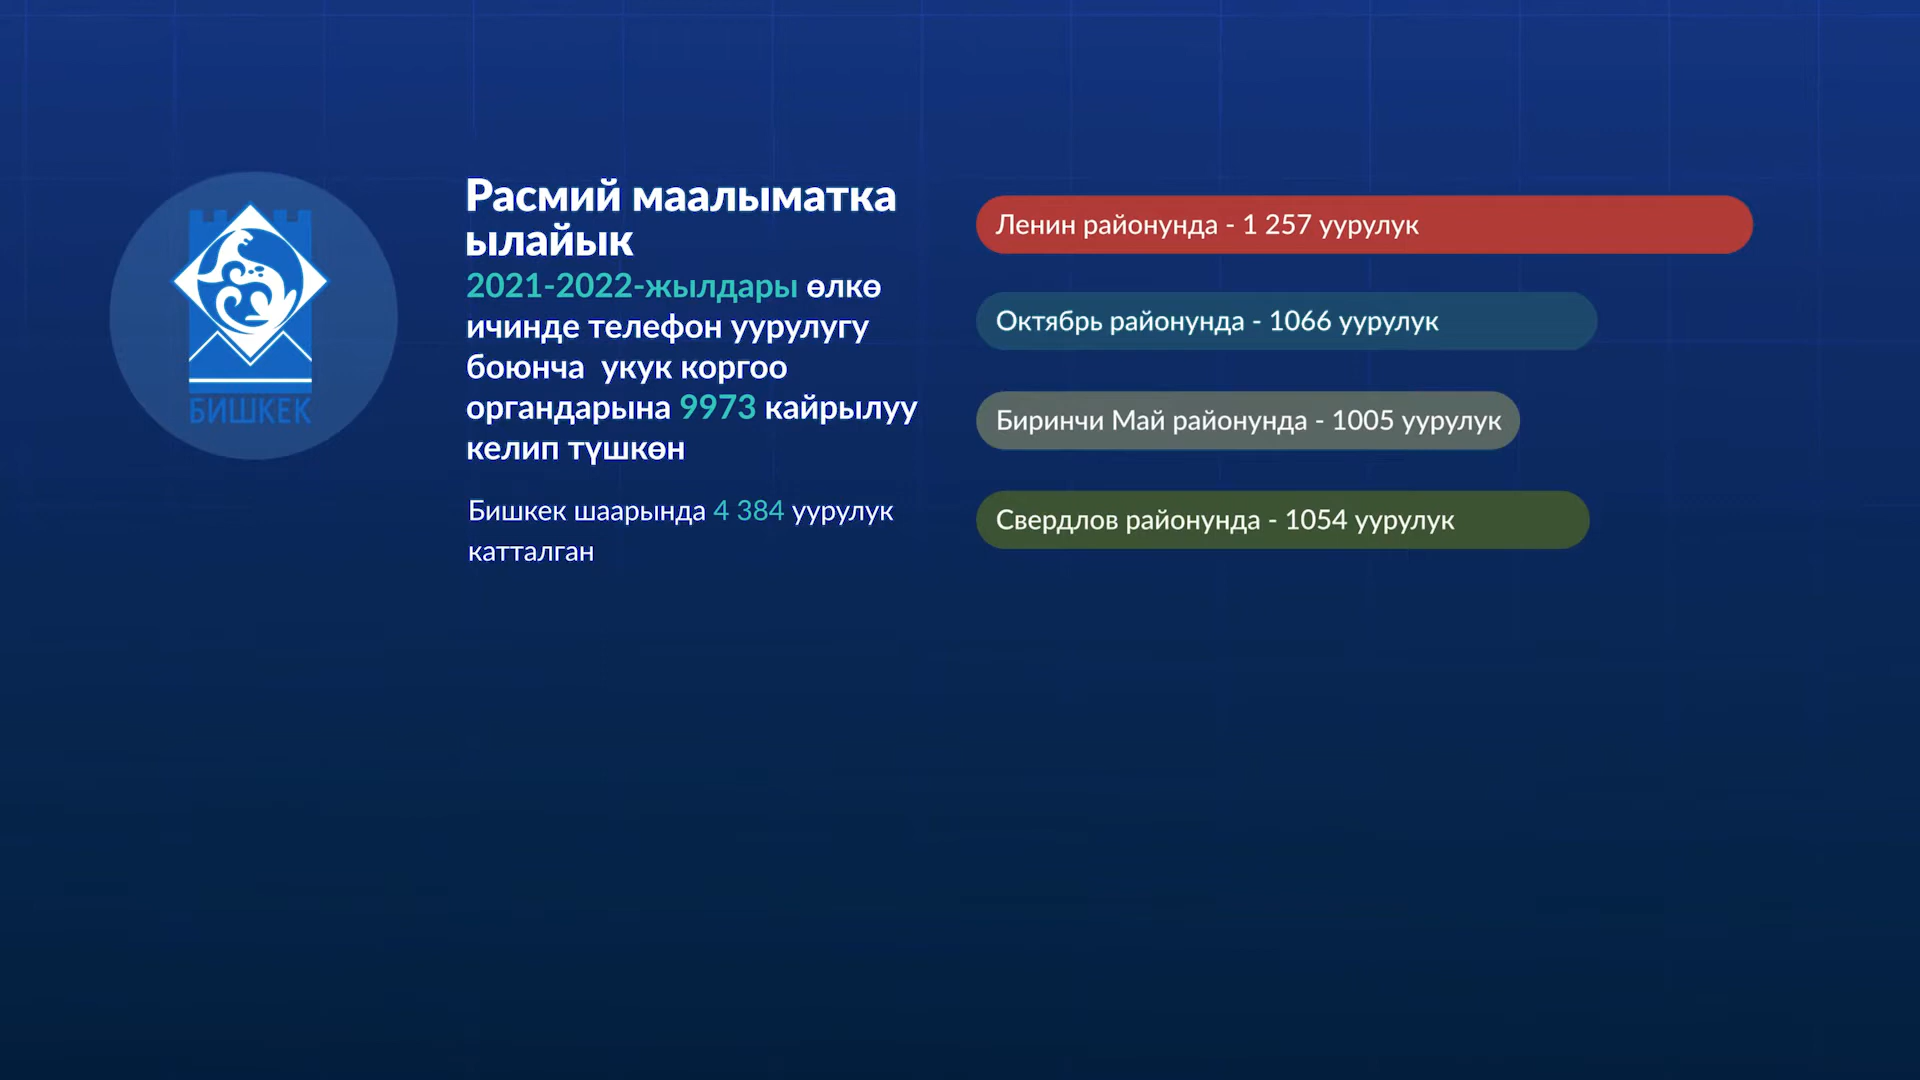 БИШКЕК
Расмий маалыматка
ылайык
2021-2022-жылдары өлкө
ичинде телефон уурулугу
боюнча  укук коргоо
органдарына 9973 кайрылуу
келип түшкөн
Бишкек шаарында 4 384 уурулук
катталган
Ленин районунда - 1 257 уурулук
Октябрь районунда - 1066 уурулук
Биринчи Май районунда - 1005 уурулук
Свердлов районунда - 1054 уурулук